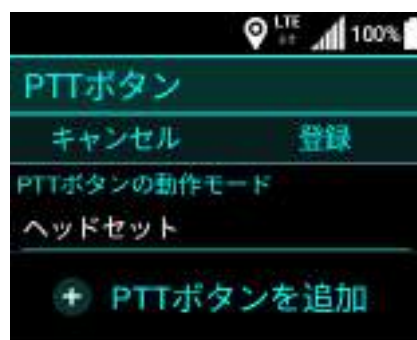 LTE 100%
PTTボタン
キャンセル 登録
PTTボタンの動作モード
ヘッドセット
+ PTTボタンを追加